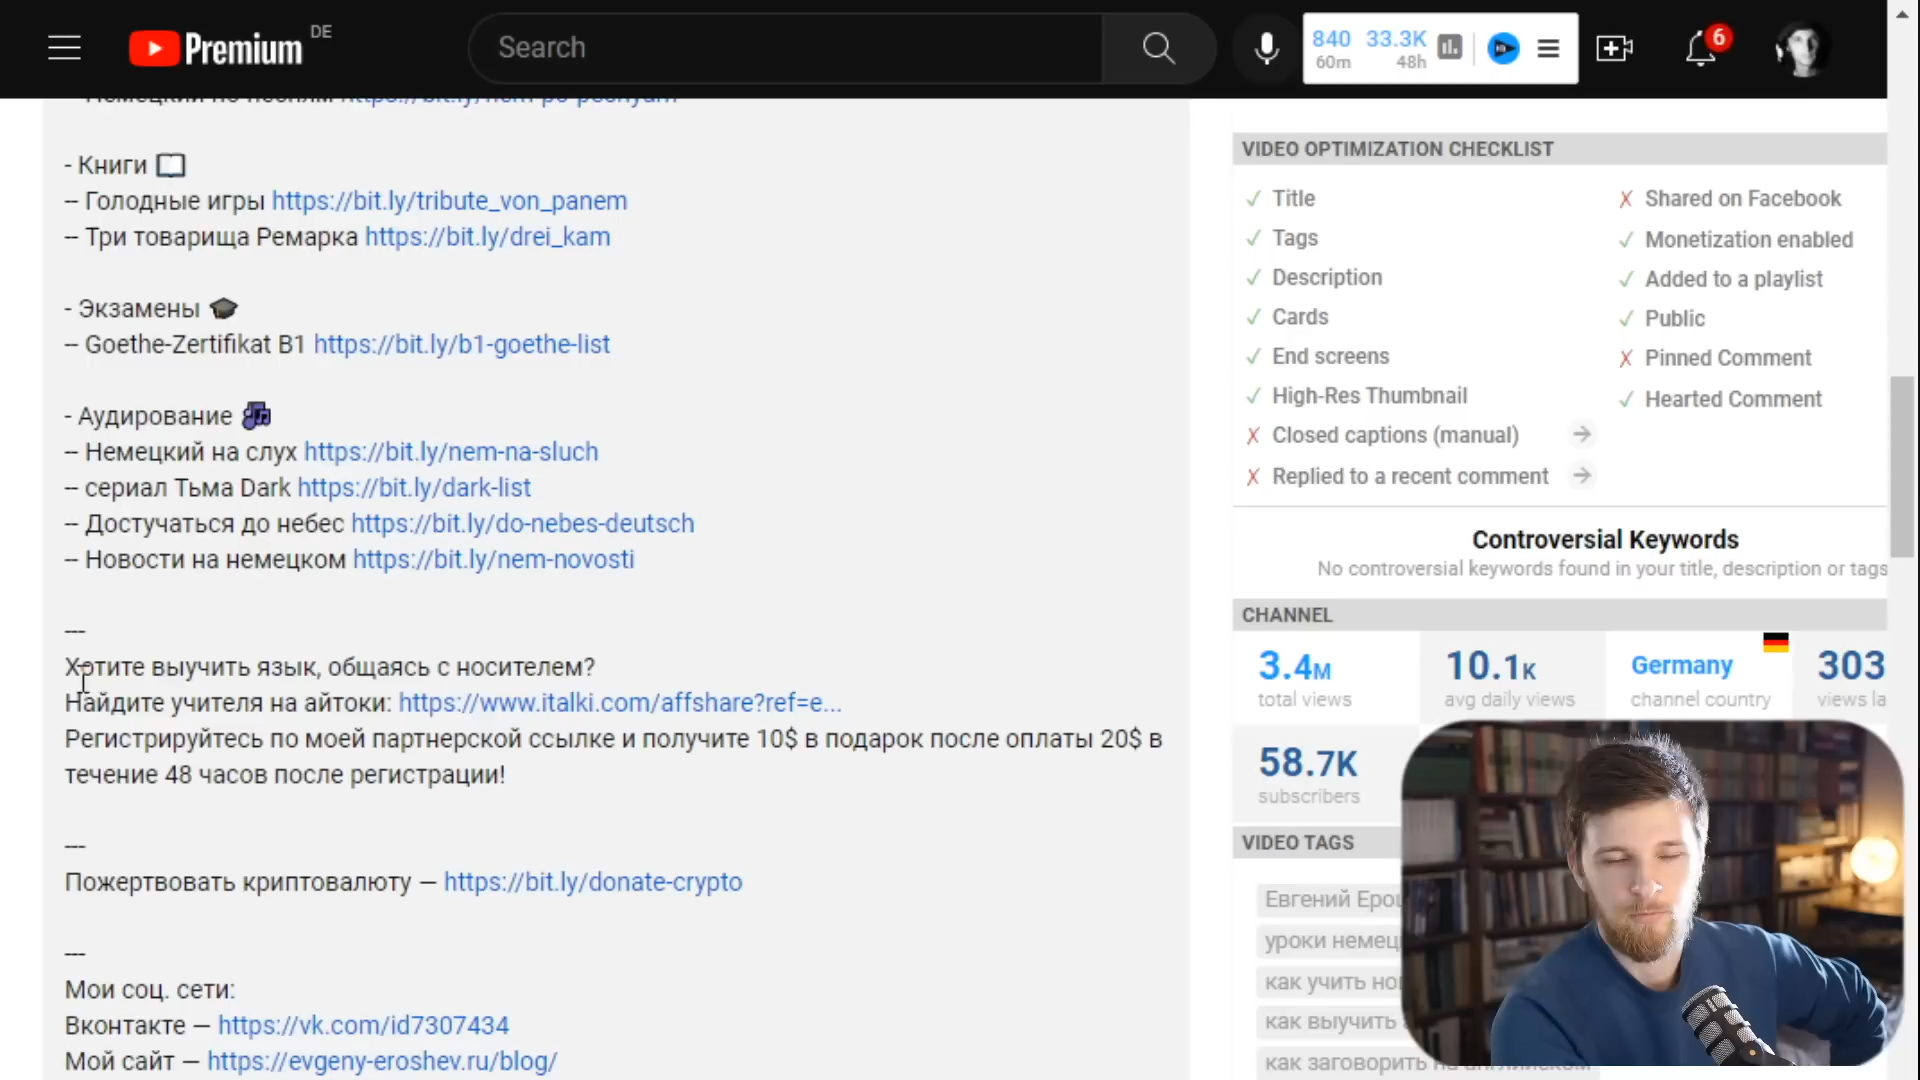 Premium DE
Search
840 33.3K
60m 48h
6
- Книги
-- Голодные игры https://bit.ly/tribute_von_panem
-- Три товарища Ремарка https://bit.ly/drei_kam
- Экзамены
-- Goethe-Zertifikat B1 https://bit.ly/b1-goethe-list
- Аудирование
-- Немецкий на слух https://bit.ly/nem-na-sluch
-- сериал Тьма Dark https://bit.ly/dark-list
-- Достучаться до небес https://bit.ly/do-nebes-deutsch
-- Новости на немецком https://bit.ly/nem-novosti
---
Хотите выучить язык, общаясь с носителем?
Найдите учителя на айтоки: https://www.italki.com/affshare?ref=e...
Регистрируйтесь по моей партнерской ссылке и получите 10$ в подарок после оплаты 20$ в
течение 48 часов после регистрации!
---
Пожертвовать криптовалюту — https://bit.ly/donate-crypto
---
Мои соц. сети:
Вконтакте — https://vk.com/id7307434
Мой сайт — https://evgeny-eroshev.ru/blog/
VIDEO OPTIMIZATION CHECKLIST
✓ Title
✓ Tags
✓ Description
✓ Cards
✓ End screens
✓ High-Res Thumbnail
✗ Closed captions (manual)
✗ Replied to a recent comment
✗ Shared on Facebook
✓ Monetization enabled
✓ Added to a playlist
✓ Public
✗ Pinned Comment
✓ Hearted Comment
Controversial Keywords
No controversial keywords found in your title, description or tags
CHANNEL
3.4M
total views
10.1K
avg daily views
Germany
channel country
303
views la
58.7K
subscribers
VIDEO TAGS
Евгений
уроки
как учить
как выучить
как заговорить на английском